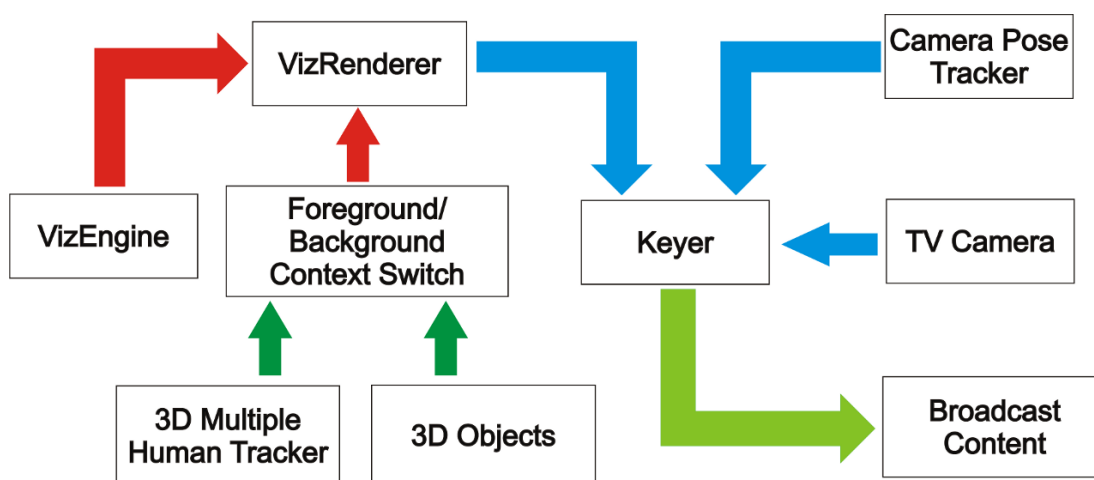 VizRenderer
Camera Pose
Tracker
VizEngine
Foreground/
Background
Context Switch
Keyer
TV Camera
3D Multiple
Human Tracker
3D Objects
Broadcast
Content